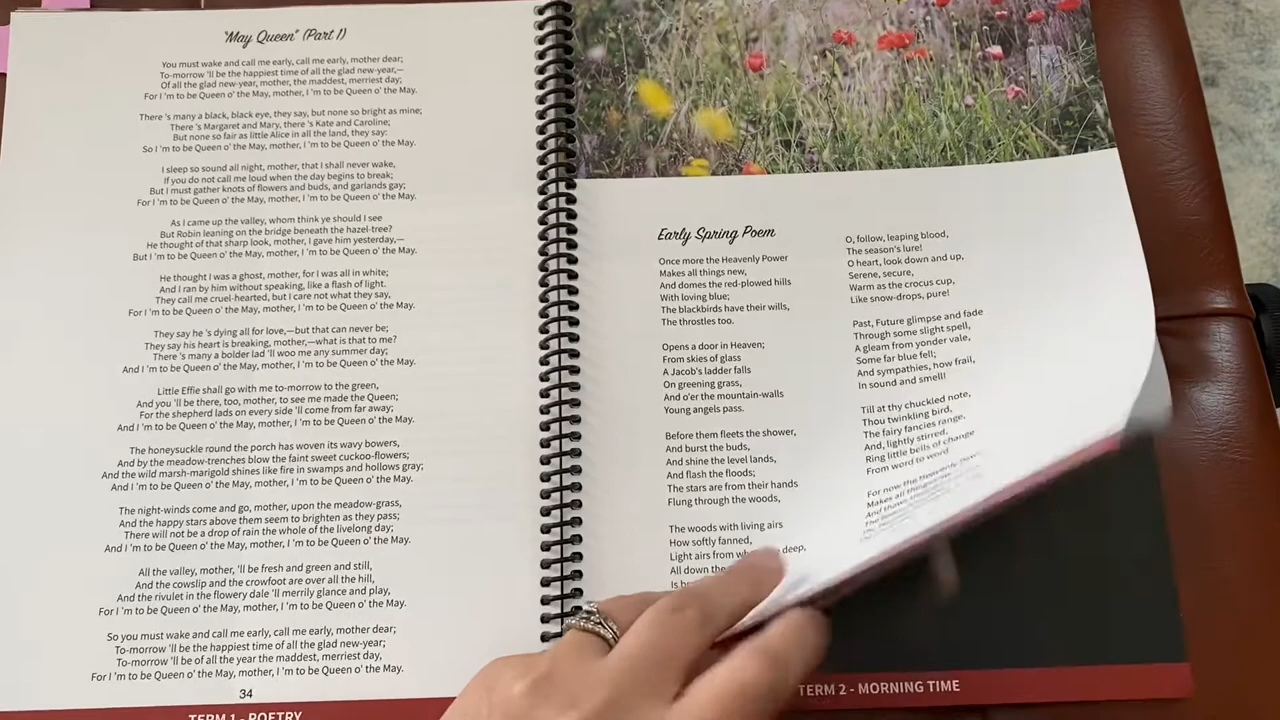 "May Queen" (Part 1)
You must wake and call me early, call me early, mother dear;
To-morrow 'll be the happiest time of all the glad new-year,—
Of all the glad new-year, mother, the maddest, merriest day;
For I 'm to be Queen o' the May, mother, I 'm to be Queen o' the May.
There 's many a black, black eye, they say, but none so bright as mine;
There 's Margaret and Mary, there 's Kate and Caroline;
But none so fair as little Alice in all the land, they say:
So I 'm to be Queen o' the May, mother, I 'm to be Queen o' the May.
I sleep so sound all night, mother, that I shall never wake,
If you do not call me loud when the day begins to break;
But I must gather knots of flowers and buds, and garlands gay;
For I 'm to be Queen o' the May, mother, I 'm to be Queen o' the May.
As I came up the valley, whom think ye should I see
But Robin leaning on the bridge beneath the hazel-tree?
He thought of that sharp look, mother, I gave him yesterday,—
But I 'm to be Queen o' the May, mother, I 'm to be Queen o' the May.
He thought I was a ghost, mother, for I was all in white;
And I ran by him without speaking, like a flash of light.
They call me cruel-hearted, but I care not what they say,
For I 'm to be Queen o' the May, mother, I 'm to be Queen o' the May.
They say he 's dying all for love,—but that can never be;
They say his heart is breaking, mother,—what is that to me?
There 's many a bolder lad 'll woo me any summer day;
And I 'm to be Queen o' the May, mother, I 'm to be Queen o' the May.
Little Effie shall go with me to-morrow to the green,
And you 'll be there, too, mother, to see me made the Queen;
For the shepherd lads on every side 'll come from far away;
And I 'm to be Queen o' the May, mother, I 'm to be Queen o' the May.
The honeysuckle round the porch has woven its wavy bowers,
And by the meadow-trenches blow the faint sweet cuckoo-flowers;
And the wild marsh-marigold shines like fire in swamps and hollows gray;
And I 'm to be Queen o' the May, mother, I 'm to be Queen o' the May.
The night-winds come and go, mother, upon the meadow-grass,
And the happy stars above them seem to brighten as they pass;
There will not be a drop of rain the whole of the livelong day;
And I 'm to be Queen o' the May, mother, I 'm to be Queen o' the May.
All the valley, mother, 'll be fresh and green and still,
And the cowslip and the crowfoot are over all the hill,
And the rivulet in the flowery dale 'll merrily glance and play,
For I 'm to be Queen o' the May, mother, I 'm to be Queen o' the May.
So you must wake and call me early, call me early, mother dear;
To-morrow 'll be the happiest time of all the glad new-year;
To-morrow 'll be of all the year the maddest, merriest day,
For I 'm to be Queen o' the May, mother, I 'm to be Queen o' the May.
34
TERM 1 - POETRY
Early Spring Poem
Once more the Heavenly Power
Makes all things new,
And domes the red-plowed hills
With loving blue;
The blackbirds have their wills,
The throstles too.
Opens a door in Heaven;
From skies of glass
A Jacob's ladder falls
On greening grass,
And o'er the mountain-walls
Young angels pass.
Before them fleets the shower,
And burst the buds,
And shine the level lands,
And flash the floods;
The stars are from their hands
Flung through the woods,
The woods with living airs
How softly fanned,
Light airs from deep,
All down the
Is
O, follow, leaping blood,
The season's lure!
O heart, look down and up,
Serene, secure,
Warm as the crocus cup,
Like snow-drops, pure!
Past, Future glimpse and fade
Through some slight spell,
A gleam from yonder vale,
Some far blue fell;
And sympathies, how frail,
In sound and smell!
Till at thy chuckled note,
Thou twinkling bird,
The fairy fancies range,
And, lightly stirred,
Ring little bells of change
From word to word.
For now the Heavenly Power
Makes all things new,
TERM 2 - MORNING TIME